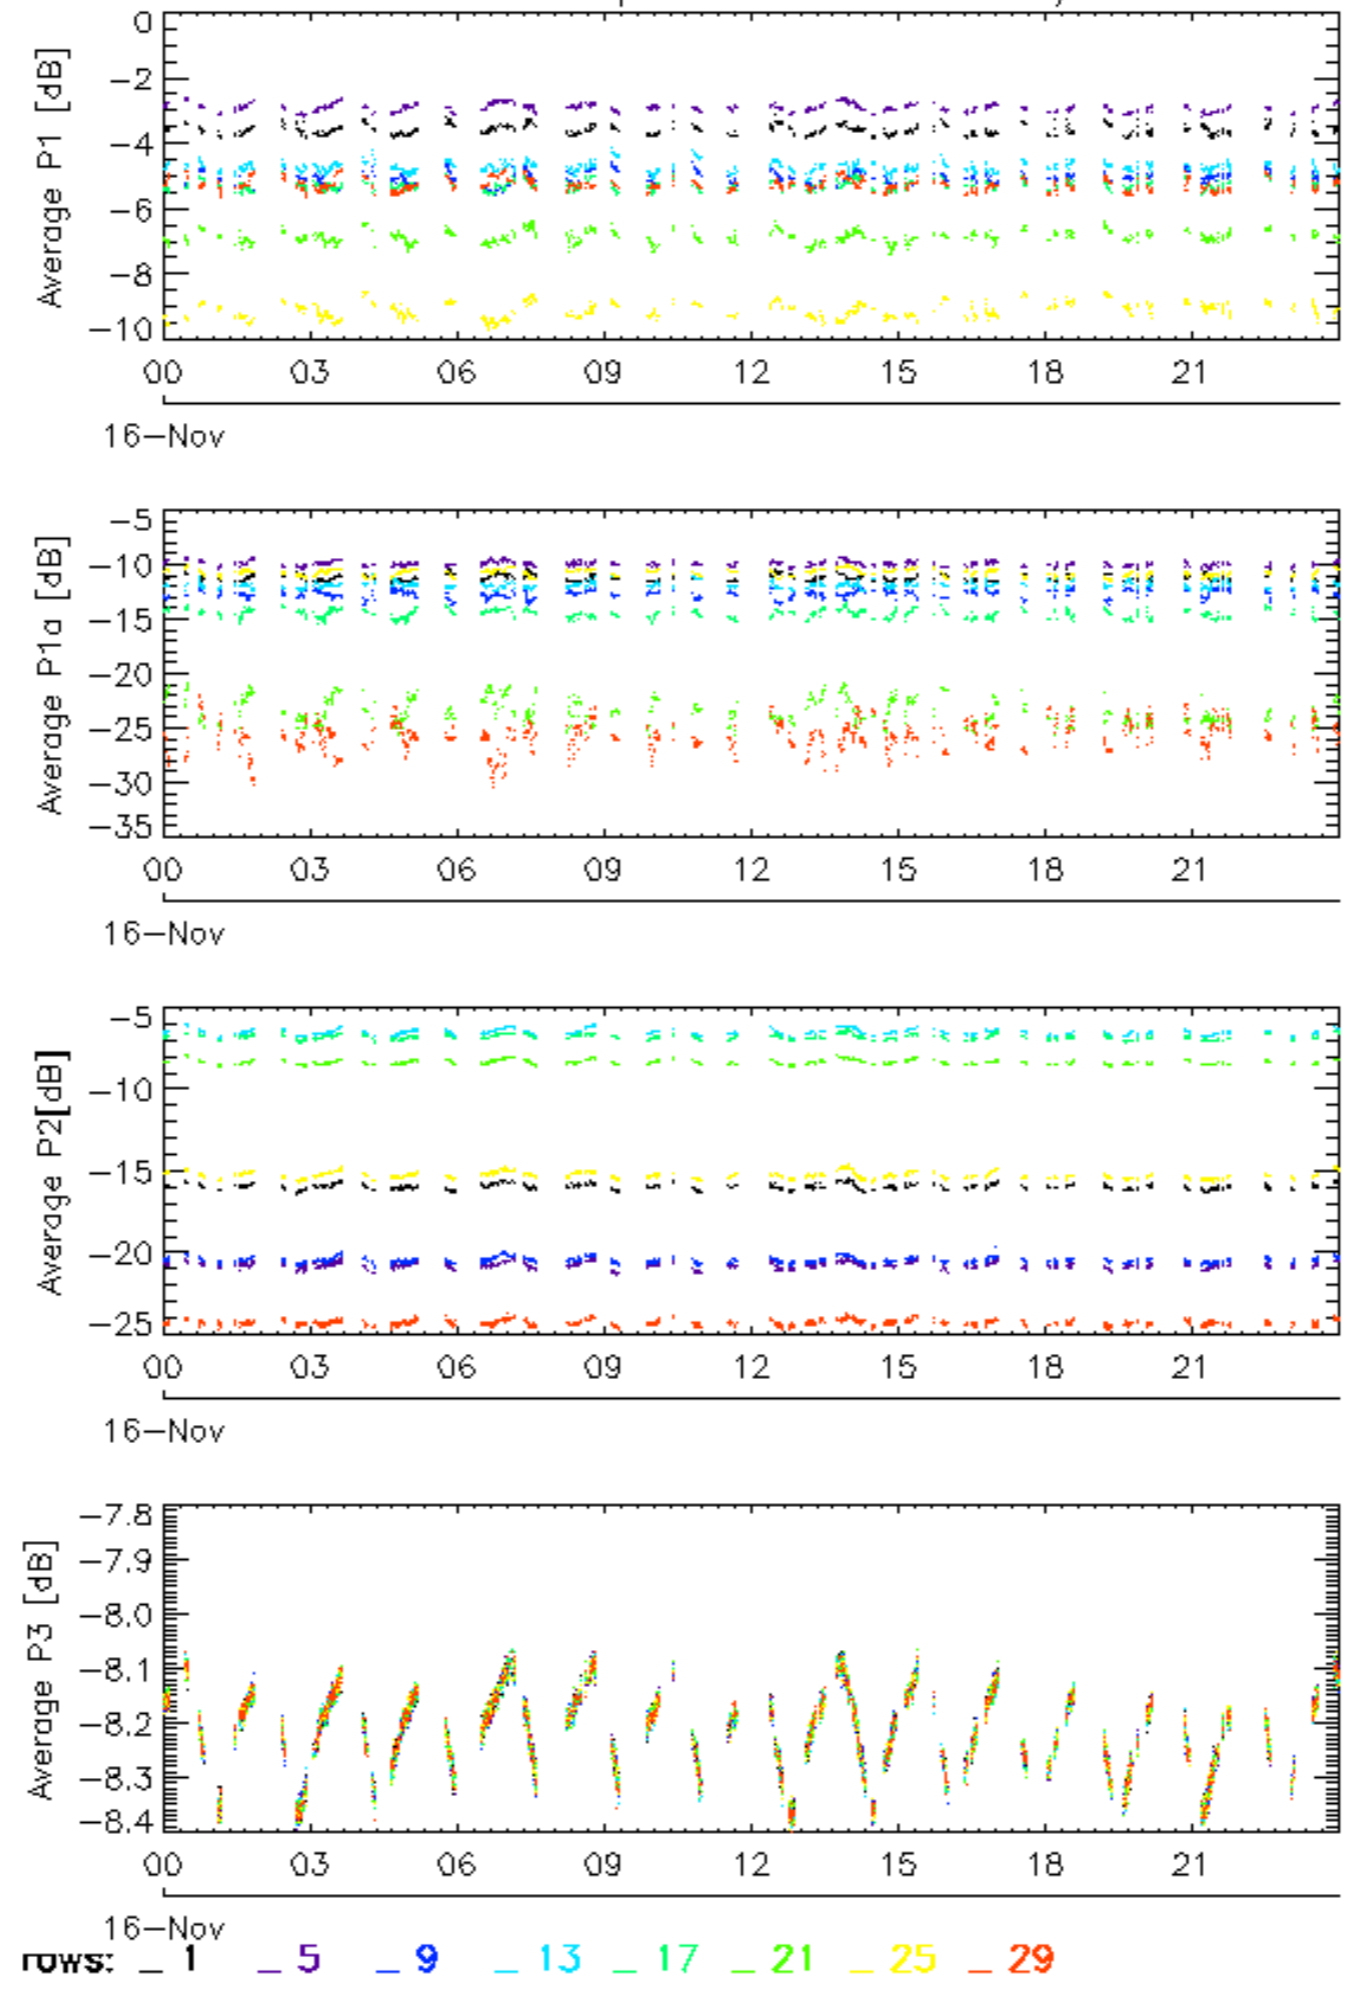 Average P1 [dB]
0
−2
−4
−6
−8
−10
00 03 06 09 12 15 18 21
16−Nov
Average P1a [dB]
−5
−10
−15
−20
−25
−30
−35
00 03 06 09 12 15 18 21
16−Nov
Average P2[dB]
−5
−10
−15
−20
−25
00 03 06 09 12 15 18 21
16−Nov
Average P3 [dB]
−7.8
−7.9
−8.0
−8.1
−8.2
−8.3
−8.4
00 03 06 09 12 15 18 21
16−Nov
rows: _ 1 _ 5 _ 9 _ 13 _ 17 _ 21 _ 25 _ 29